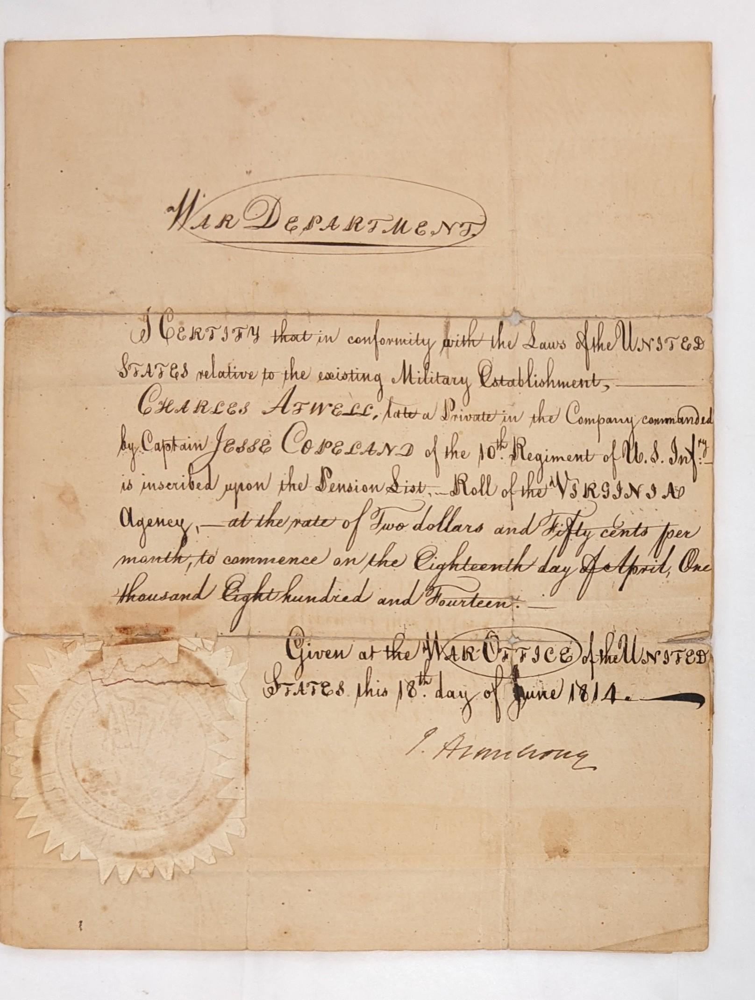 WAR DEPARTMENT.
I CERTIFY that in conformity with the Laws of the UNITED
STATES relative to the existing Military Establishment,
CHARLES ATWELL, late a Private in the Company commanded
by Captain JESSE COPELAND of the 10th. Regiment of U. S. Infry
is inscribed upon the Pension List, — Roll of the VIRGINIA
Agency, — at the rate of Two dollars and Fifty cents per
month, to commence on the Eighteenth day of April, One
thousand Eight hundred and Fourteen. —
Given at the WAR-OFFICE of the UNITED
STATES this 18th. day of June 1814.
J. Armstrong